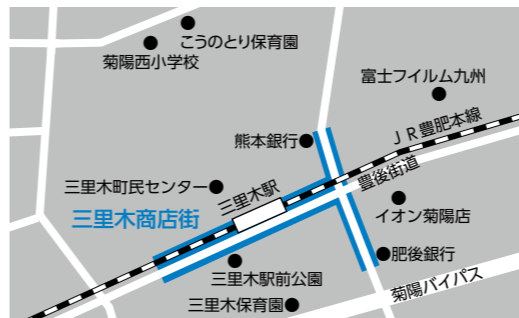 こうのとり保育園
菊陽西小学校
富士フイルム九州
ＪＲ豊肥本線
熊本銀行
豊後街道
三里木町民センター
三里木駅
三里木商店街
イオン菊陽店
肥後銀行
三里木駅前公園
菊陽バイパス
三里木保育園